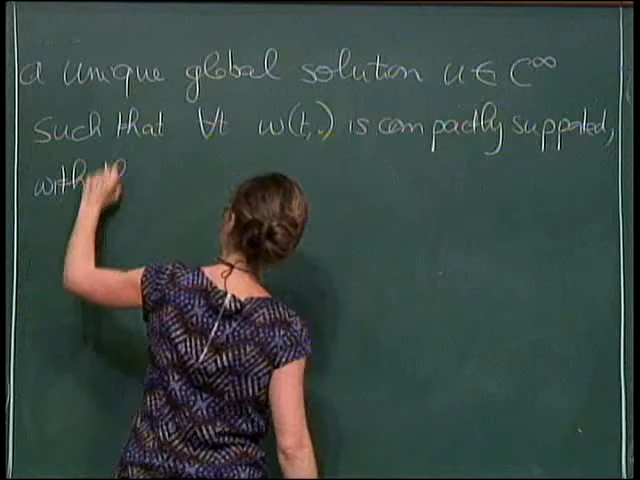 a unique global solution u ∈ C^∞
such that ∀t w(t,.) is compactly supported,
with